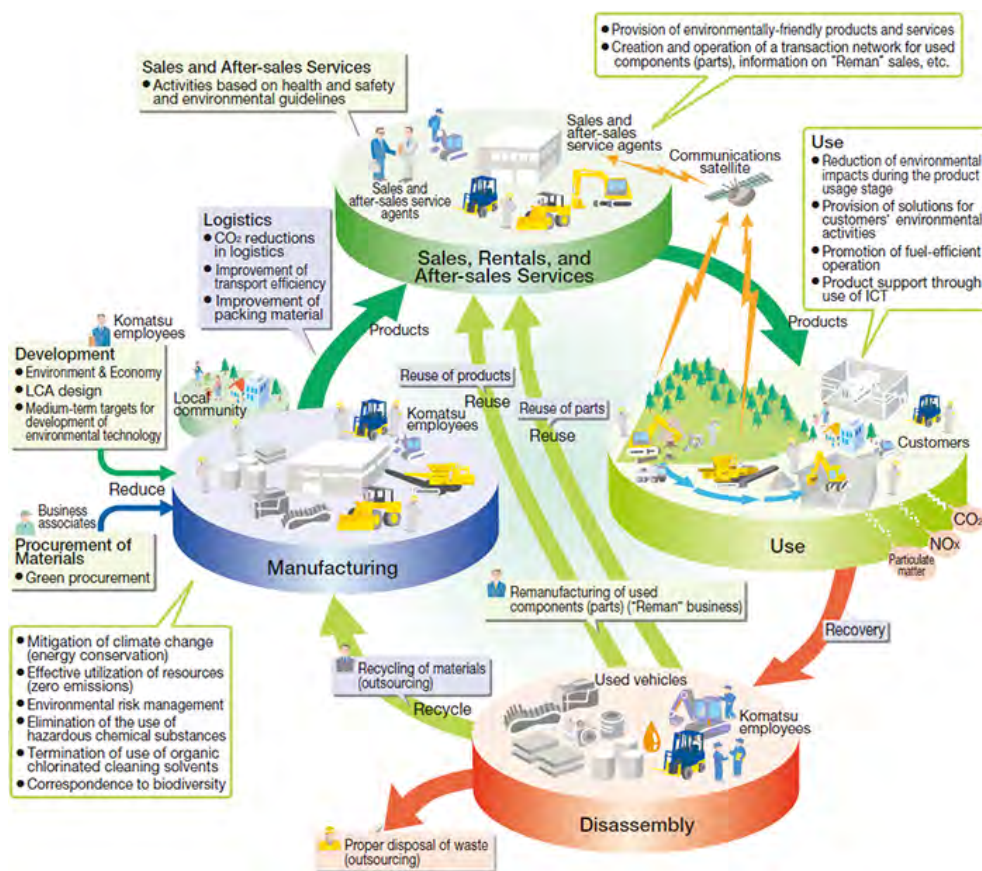 • Provision of environmentally-friendly products and services
• Creation and operation of a transaction network for used
components (parts), information on "Reman" sales, etc.
Sales and After-sales Services
• Activities based on health and safety
and environmental guidelines
Sales and
after-sales
service agents
Communications
satellite
Sales and
after-sales service
agents
Use
• Reduction of environmental
impacts during the product
usage stage
• Provision of solutions for
customers' environmental
activities
• Promotion of fuel-efficient
operation
• Product support through
use of ICT
Logistics
• CO₂ reductions
in logistics
• Improvement of
transport efficiency
• Improvement of
packing material
Sales, Rentals, and
After-sales Services
Products
Products
Komatsu
employees
Development
• Environment & Economy
• LCA design
• Medium-term targets for
development of
environmental technology
Local
community
Komatsu
employees
Reuse of products
Reuse
Reuse of parts
Reuse
Customers
Reduce
Business
associates
Procurement of
Materials
• Green procurement
Manufacturing
Use
CO₂
NOx
Particulate
matter
Remanufacturing of used
components (parts) ("Reman" business)
Recovery
• Mitigation of climate change
(energy conservation)
• Effective utilization of resources
(zero emissions)
• Environmental risk management
• Elimination of the use of
hazardous chemical substances
• Termination of use of organic
chlorinated cleaning solvents
• Correspondence to biodiversity
Recycling of materials
(outsourcing)
Recycle
Used vehicles
Komatsu
employees
Disassembly
Proper disposal of waste
(outsourcing)